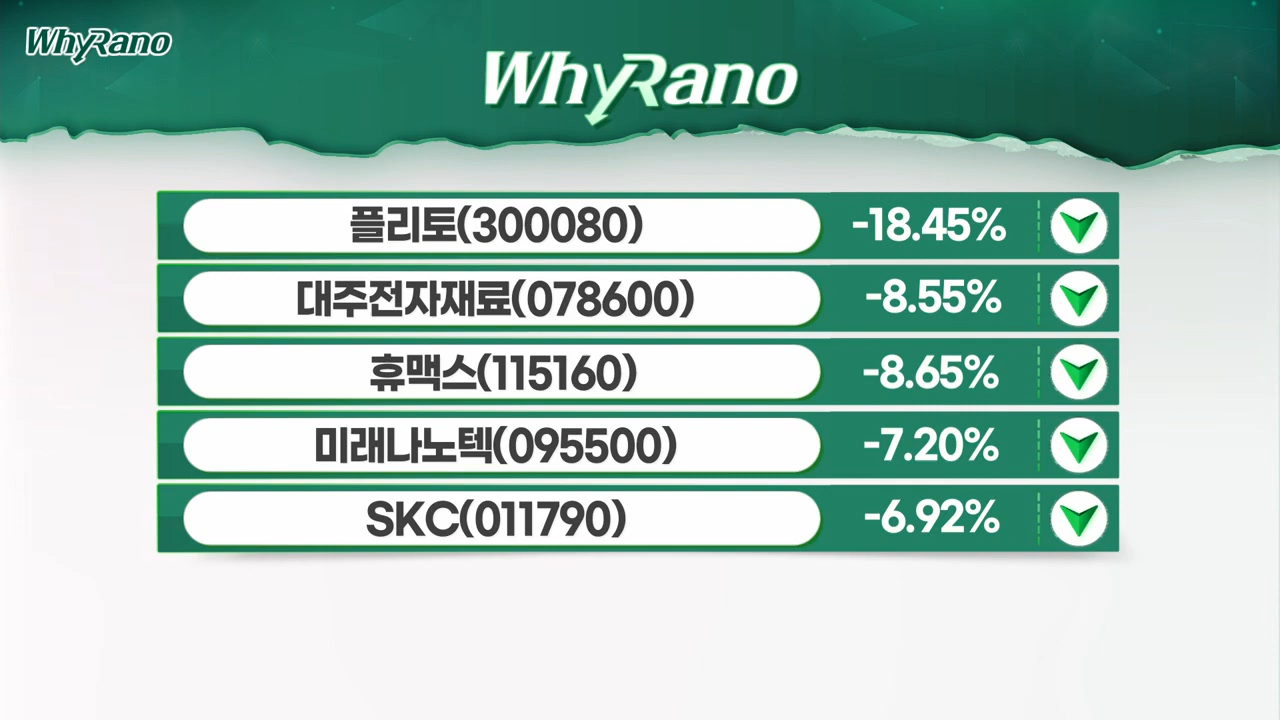 WhyRano
WhyRano
플리토(300080) -18.45%
대주전자재료(078600) -8.55%
휴맥스(115160) -8.65%
미래나노텍(095500) -7.20%
SKC(011790) -6.92%